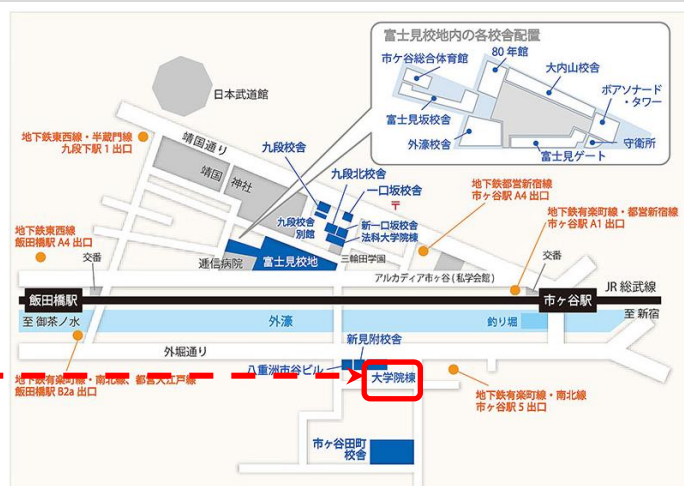 富士見校地内の各校舎配置
80 年館
市ケ谷総合体育館
大内山校舎
ボアソナード
・タワー
富士見坂校舎
外濠校舎
守衛所
富士見ゲート
日本武道館
地下鉄東西線・半蔵門線
九段下駅 1 出口
靖国通り
九段校舎
靖国 神社
九段北校舎
一口坂校舎
〒
地下鉄都営新宿線
市ヶ谷駅 A4 出口
九段校舎
別館
新一口坂校舎
法科大学院棟
地下鉄有楽町線・都営新宿線
市ヶ谷駅 A1 出口
地下鉄東西線
飯田橋駅 A4 出口
交番
逓信病院
富士見校地
三輪田学園
アルカディア市ヶ谷 (私学会館)
交番
JR 総武線
飯田橋駅
市ヶ谷駅
至 御茶ノ水
外濠
釣り堀
至 新宿
外堀通り
新見附校舎
八重洲市谷ビル
大学院棟
地下鉄有楽町線・南北線、都営大江戸線
飯田橋駅 B2a 出口
地下鉄有楽町線・南北線
市ヶ谷駅 5 出口
市ケ谷田町
校舎